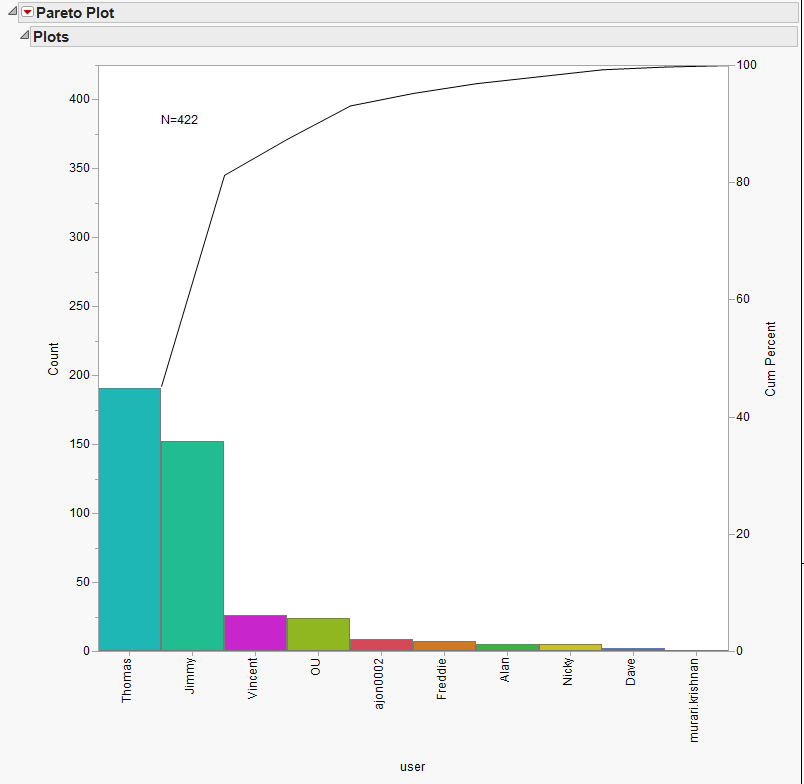 Pareto Plot
Plots
N=422
400
350
300
250
200
150
100
50
0
Count
100
80
60
40
20
0
Cum Percent
Thomas
Jimmy
Vincent
OU
ajon0002
Freddie
Alan
Nicky
Dave
murari.krishnan
user